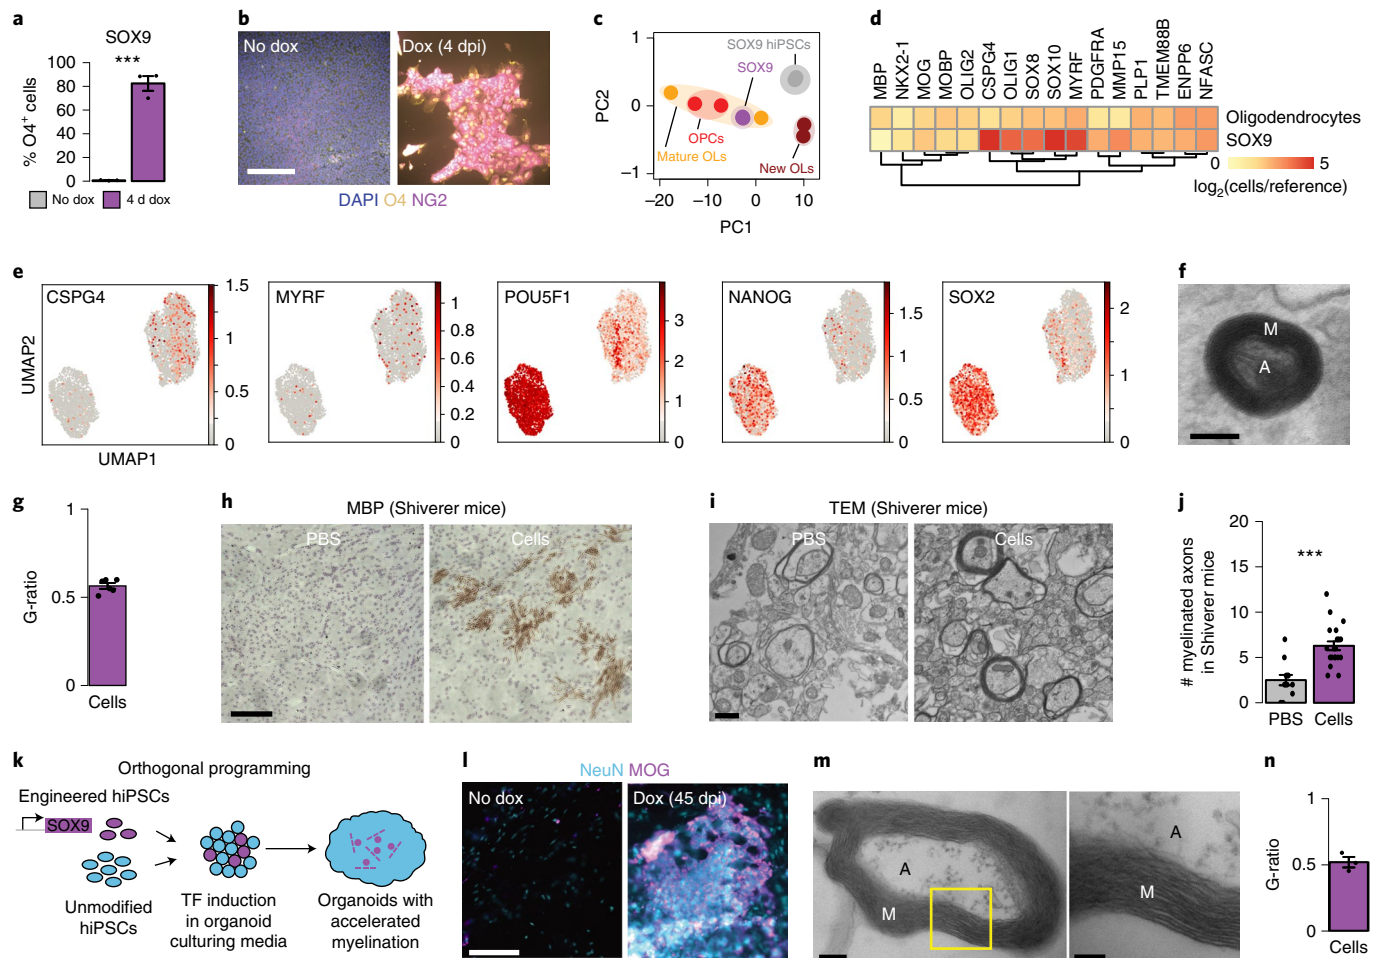 a
SOX9
***
% O4+ cells
100
80
60
40
20
0
No dox
4 d dox
b
No dox
Dox (4 dpi)
DAPI O4 NG2
c
PC2
1
0
−1
SOX9 hiPSCs
SOX9
OPCs
Mature OLs
New OLs
−20
−10
0
10
PC1
d
MBP
NKX2-1
MOG
MOBP
OLIG2
CSPG4
OLIG1
SOX8
SOX10
MYRF
PDGFRA
MMP15
PLP1
TMEM88B
ENPP6
NFASC
Oligodendrocytes
SOX9
0
5
log2(cells/reference)
e
UMAP2
UMAP1
CSPG4
1.5
1
0.5
0
MYRF
1
0.8
0.6
0.4
0.2
0
POU5F1
3
2
1
0
NANOG
1.5
1
0.5
0
SOX2
2
1
0
f
M
A
g
G-ratio
1
0.5
0
Cells
h
MBP (Shiverer mice)
PBS
Cells
i
TEM (Shiverer mice)
PBS
Cells
j
# myelinated axons
in Shiverer mice
20
15
10
5
0
***
PBS
Cells
k
Orthogonal programming
Engineered hiPSCs
SOX9
Unmodified
hiPSCs
TF induction
in organoid
culturing media
Organoids with
accelerated
myelination
l
NeuN MOG
No dox
Dox (45 dpi)
m
A
M
A
M
n
G-ratio
1
0.5
0
Cells